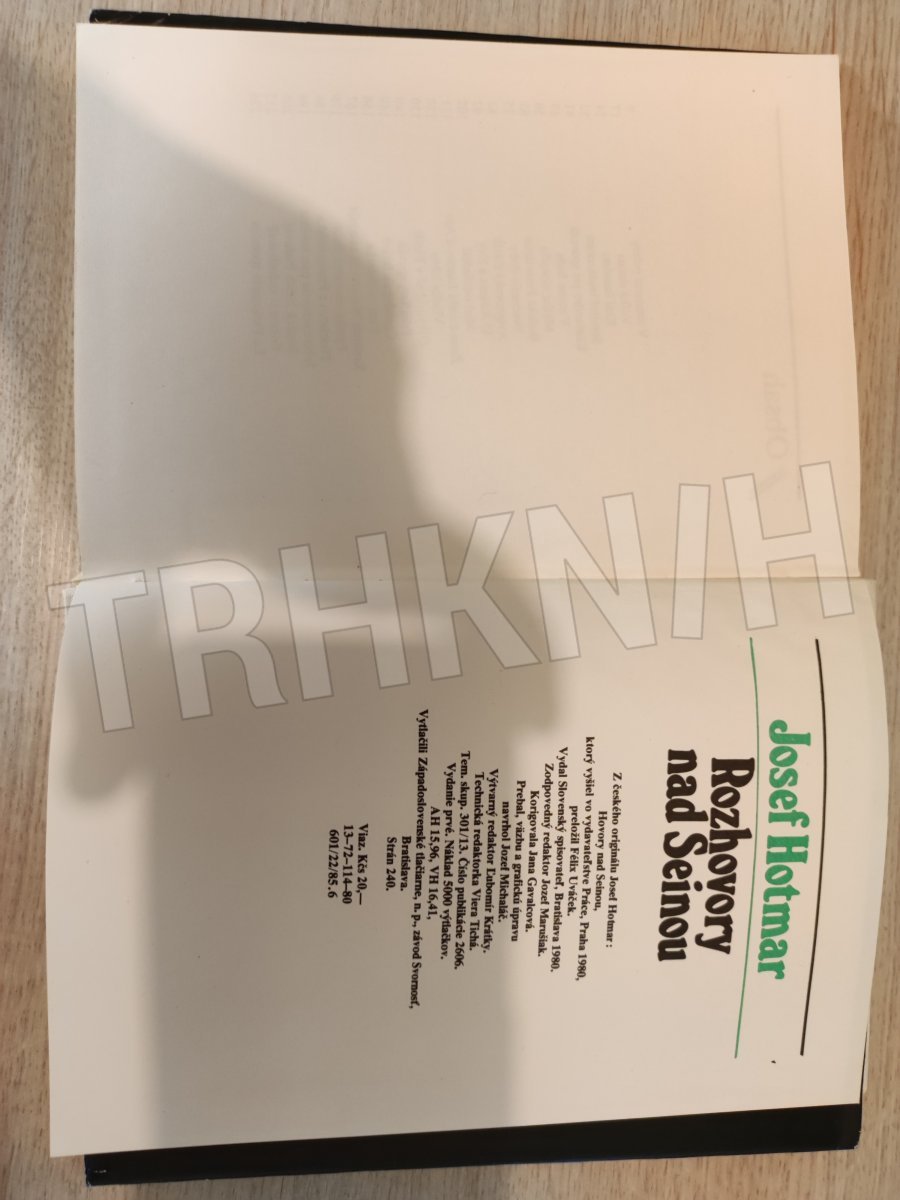 Josef Hotmar
Rozhovory
nad Seinou
Z českého originálu Josef Hotmar:
Hovory nad Seinou,
ktorý vyšiel vo vydavateľstve Práce, Praha 1980,
preložil Félix Uváček.
Vydal Slovenský spisovateľ, Bratislava 1980.
Zodpovedný redaktor Jozef Marušiak.
Korigovala Jana Gavalcová.
Prebal, väzbu a grafickú úpravu
navrhol Jozef Michaláč.
Výtvarný redaktor Ľubomír Krátky.
Technická redaktorka Viera Tichá.
Tem. skup. 301/13. Číslo publikácie 2606.
Vydanie prvé. Náklad 5000 výtlačkov.
AH 15,96, VH 16,41.
Vytlačili Západoslovenské tlačiarne, n. p., závod Svornosť,
Bratislava.
Strán 240.
Viaz. Kčs 20,—
13–72–114–80
601/22/85.6
TRHKNIH
Obsah